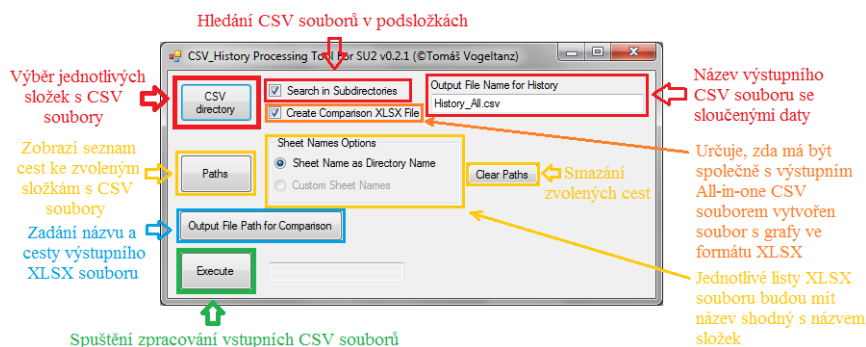 Hledání CSV souborů v podsložkách
CSV_History Processing Tool For SU2 v0.2.1 (©Tomáš Vogeltanz)
Výběr jednotlivých
složek s CSV
soubory
CSV
directory
Search in Subdirectories
Create Comparison XLSX File
Output File Name for History
History_All.csv
Název výstupního
CSV souboru se
sloučenými daty
Zobrazí seznam
cest ke zvoleným
složkám s CSV
soubory
Paths
Sheet Names Options
Sheet Name as Directory Name
Custom Sheet Names
Clear Paths
Smazání
zvolených cest
Určuje, zda má být
společně s výstupním
All-in-one CSV
souborem vytvořen
soubor s grafy ve
formátu XLSX
Zadání názvu a
cesty výstupního
XLSX souboru
Output File Path for Comparison
Execute
Jednotlivé listy XLSX
souboru budou mít
název shodný s názvem
složek
Spuštění zpracování vstupních CSV souborů